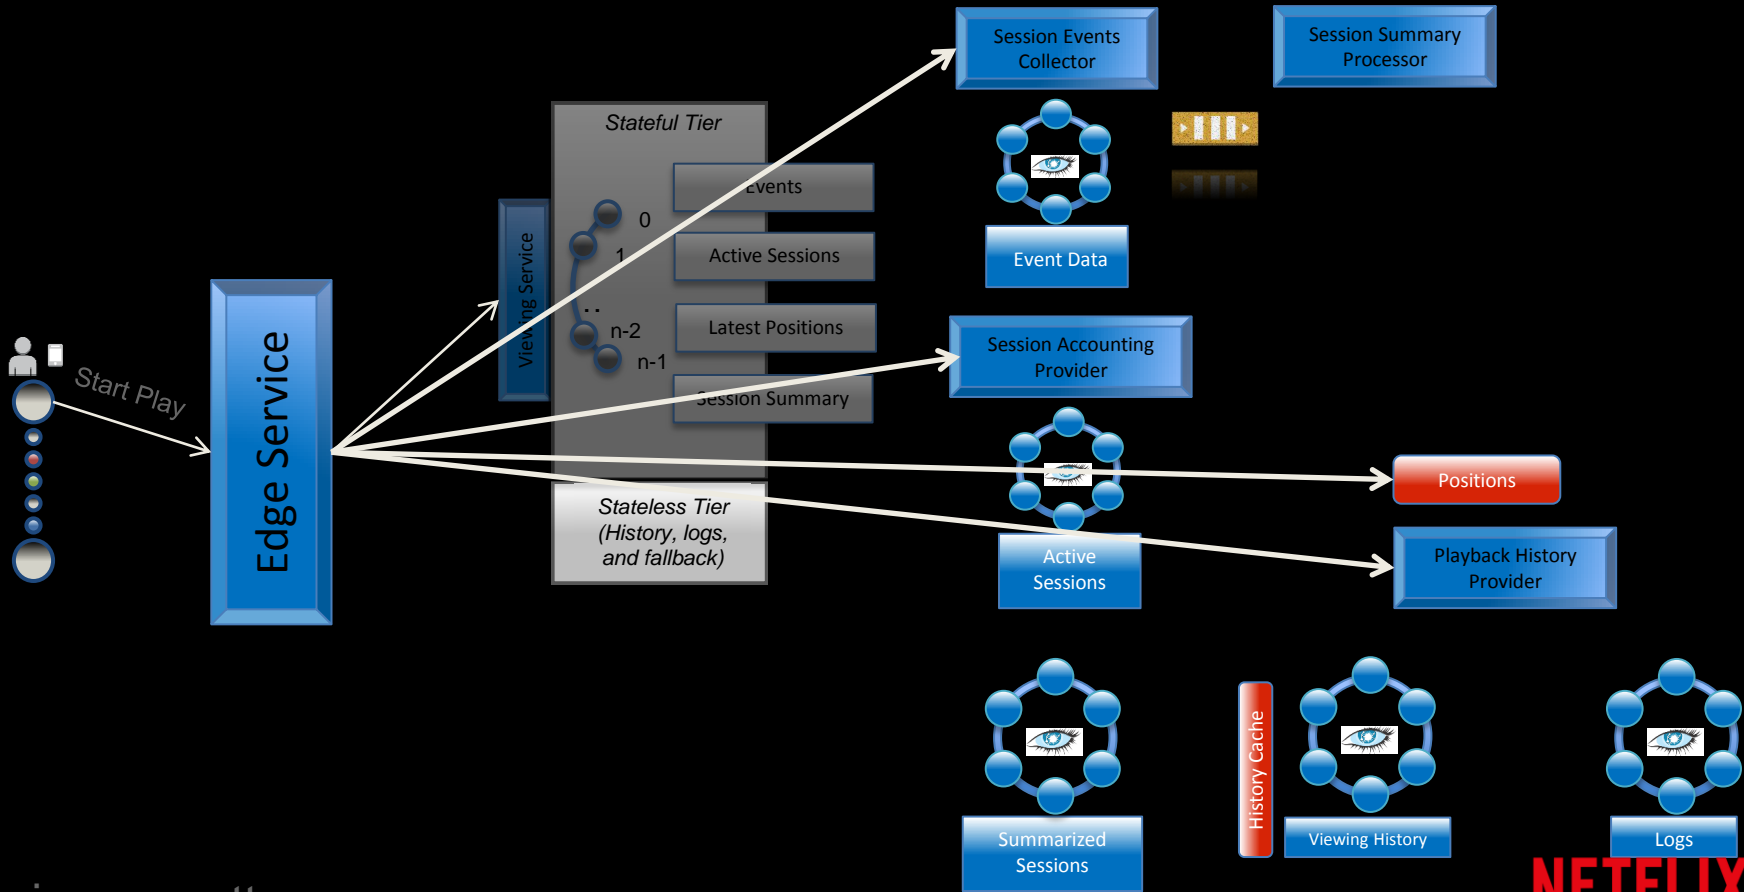 Session Events
Collector
Session Summary
Processor
Stateful Tier
Events
0
Viewing Service
1
Active Sessions
Event Data
. .
n-2
Latest Positions
n-1
Session Accounting
Provider
Start Play
Edge Service
Session Summary
Positions
Stateless Tier
(History, logs,
and fallback)
Active
Sessions
Playback History
Provider
History Cache
Summarized
Sessions
Viewing History
Logs
NETFLIX